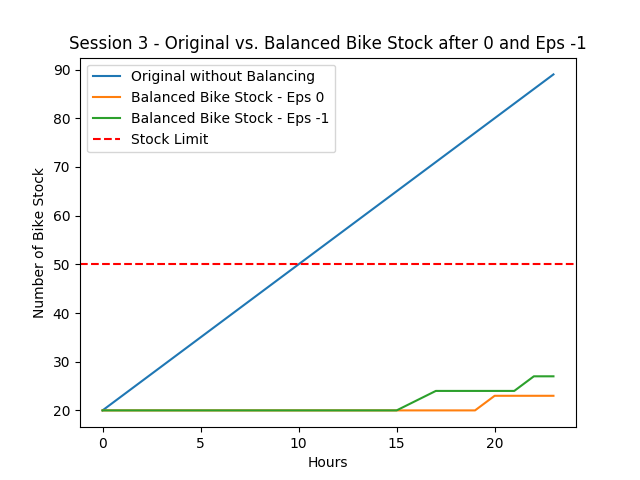 Session 3 - Original vs. Balanced Bike Stock after 0 and Eps -1
Original without Balancing
Balanced Bike Stock - Eps 0
Balanced Bike Stock - Eps -1
Stock Limit
Number of Bike Stock
90
80
70
60
50
40
30
20
0 5 10 15 20
Hours